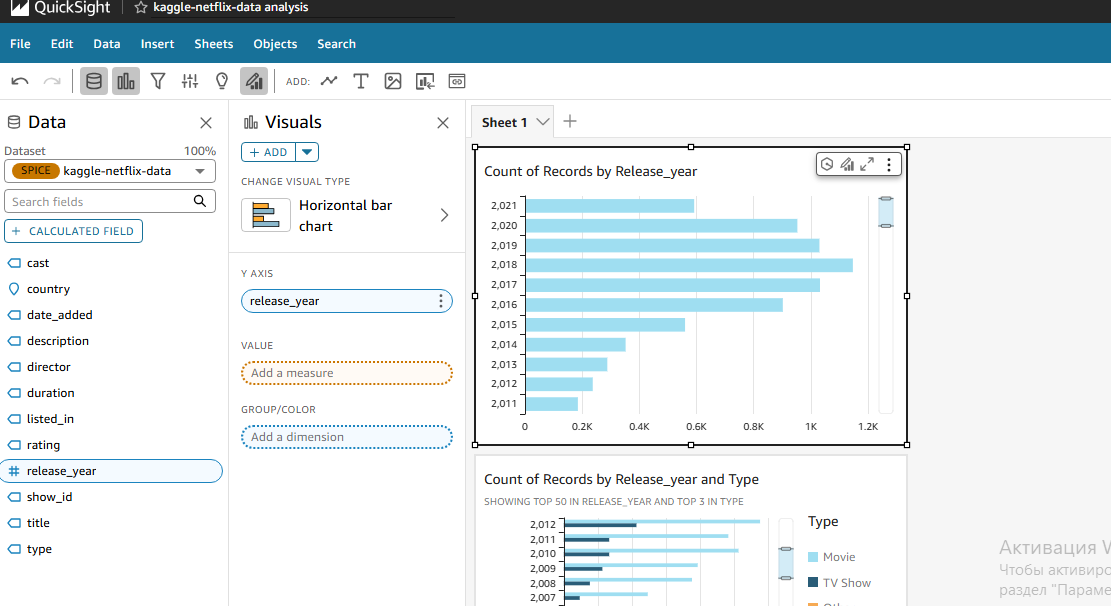 QuickSight kaggle-netflix-data analysis
File Edit Data Insert Sheets Objects Search
ADD:
Data
Dataset 100%
SPICE kaggle-netflix-data
Search fields
+ CALCULATED FIELD
cast
country
date_added
description
director
duration
listed_in
rating
release_year
show_id
title
type
Visuals
+ ADD
CHANGE VISUAL TYPE
Horizontal bar
chart
Y AXIS
release_year
VALUE
Add a measure
GROUP/COLOR
Add a dimension
Sheet 1
Count of Records by Release_year
2,021
2,020
2,019
2,018
2,017
2,016
2,015
2,014
2,013
2,012
2,011
0 0.2K 0.4K 0.6K 0.8K 1K 1.2K
Count of Records by Release_year and Type
SHOWING TOP 50 IN RELEASE_YEAR AND TOP 3 IN TYPE
2,012
2,011
2,010
2,009
2,008
2,007
Type
Movie
TV Show
Активация W
Чтобы активиро
раздел "Параме